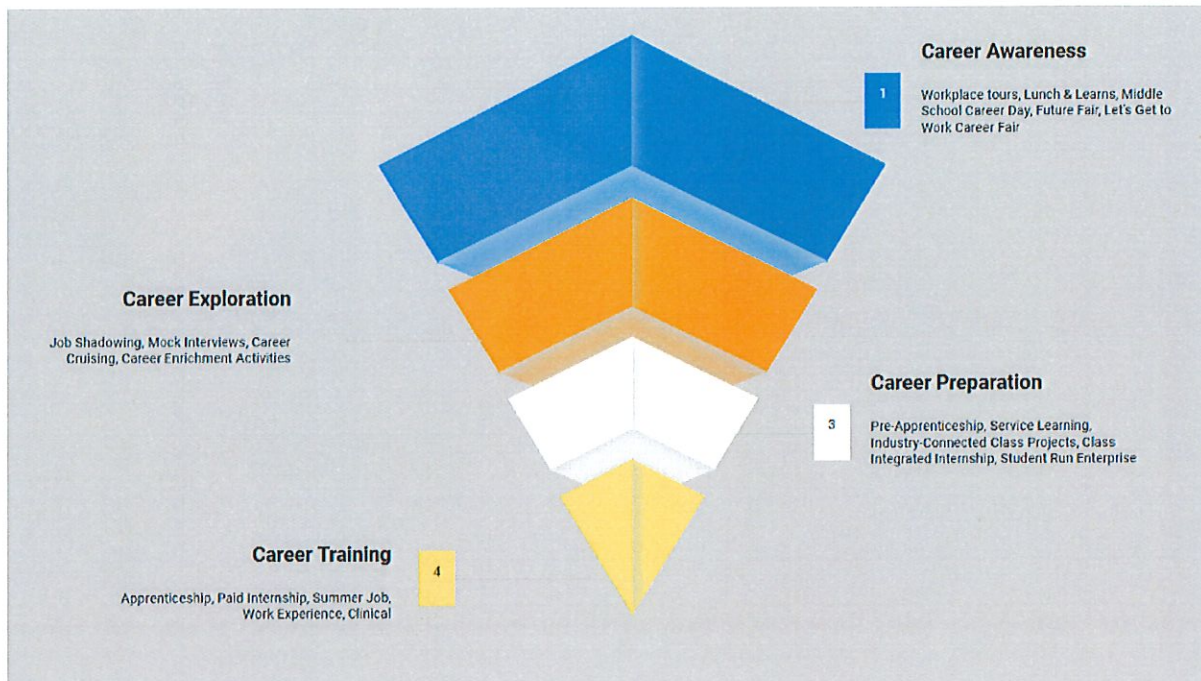 Career Awareness
1
Workplace tours, Lunch & Learns, Middle
School Career Day, Future Fair, Let's Get to
Work Career Fair
Career Exploration
Job Shadowing, Mock Interviews, Career
Cruising, Career Enrichment Activities
Career Preparation
3
Pre-Apprenticeship, Service Learning,
Industry-Connected Class Projects, Class
Integrated Internship, Student Run Enterprise
Career Training
4
Apprenticeship, Paid Internship, Summer Job,
Work Experience, Clinical